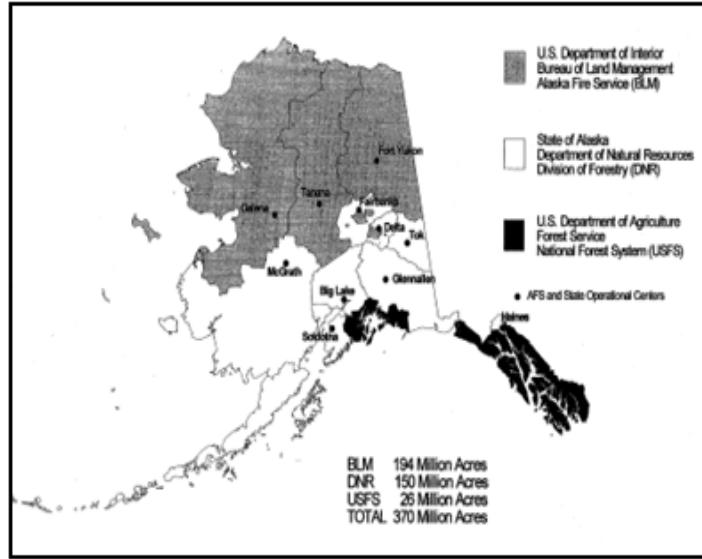 U.S. Department of Interior
Bureau of Land Management
Alaska Fire Service (BLM)
Fort Yukon
State of Alaska
Department of Natural Resources
Division of Forestry (DNR)
Tanana
Fairbanks
Galena
Delta
U.S. Department of Agriculture
Forest Service
National Forest System (USFS)
Tok
McGrath
Glennallen
Big Lake
AFS and State Operational Centers
Haines
Soldotna
BLM 194 Million Acres
DNR 150 Million Acres
USFS 26 Million Acres
TOTAL 370 Million Acres